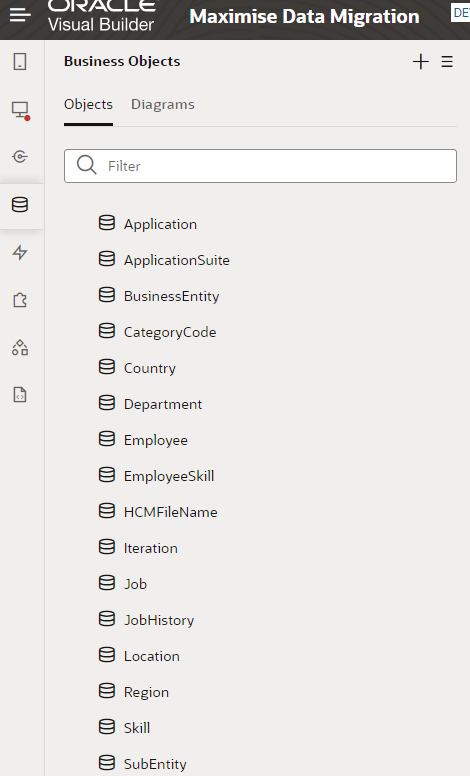 ORACLE
Visual Builder
Maximise Data Migration
Business Objects
Objects
Diagrams
Filter
Application
ApplicationSuite
BusinessEntity
CategoryCode
Country
Department
Employee
EmployeeSkill
HCMFileName
Iteration
Job
JobHistory
Location
Region
Skill
SubEntity